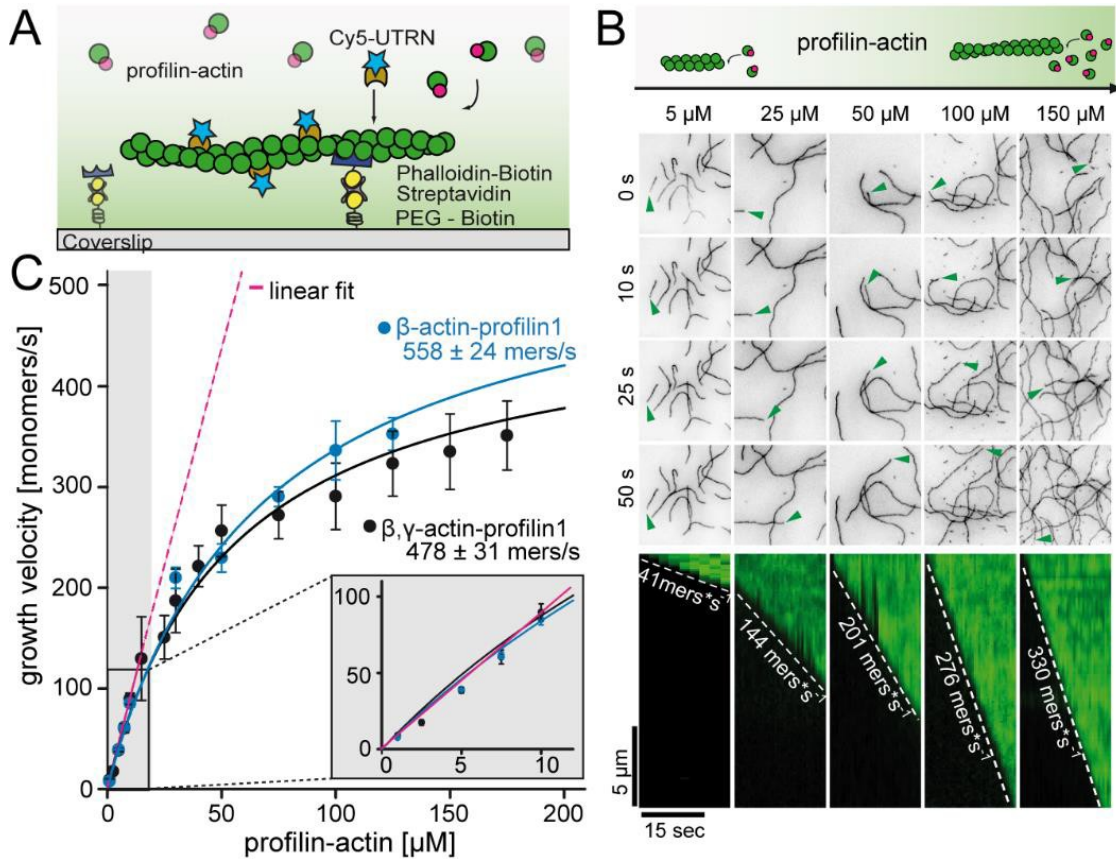 A
Cy5-UTRN
profilin-actin
Phalloidin-Biotin
Streptavidin
PEG - Biotin
Coverslip
B
profilin-actin
5 µM 25 µM 50 µM 100 µM 150 µM
0 s
10 s
25 s
50 s
41mers*s⁻¹
144 mers*s⁻¹
201 mers*s⁻¹
276 mers*s⁻¹
330 mers*s⁻¹
5 µm
15 sec
C
growth velocity [monomers/s]
500
400
300
200
100
0
linear fit
β-actin-profilin1
558 ± 24 mers/s
β,γ-actin-profilin1
478 ± 31 mers/s
100
50
0
0 5 10
0 50 100 150 200
profilin-actin [µM]